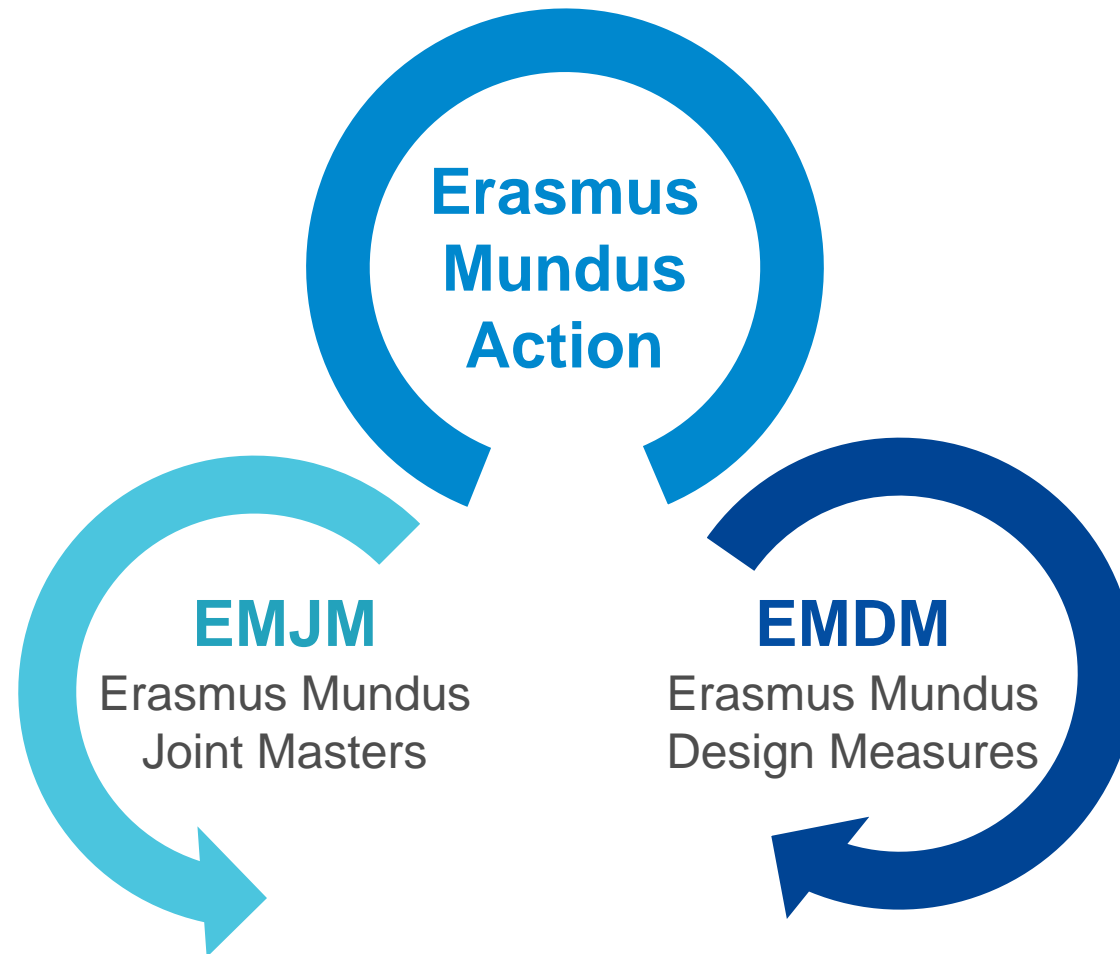 Erasmus
Mundus
Action
EMJM
Erasmus Mundus
Joint Masters
EMDM
Erasmus Mundus
Design Measures